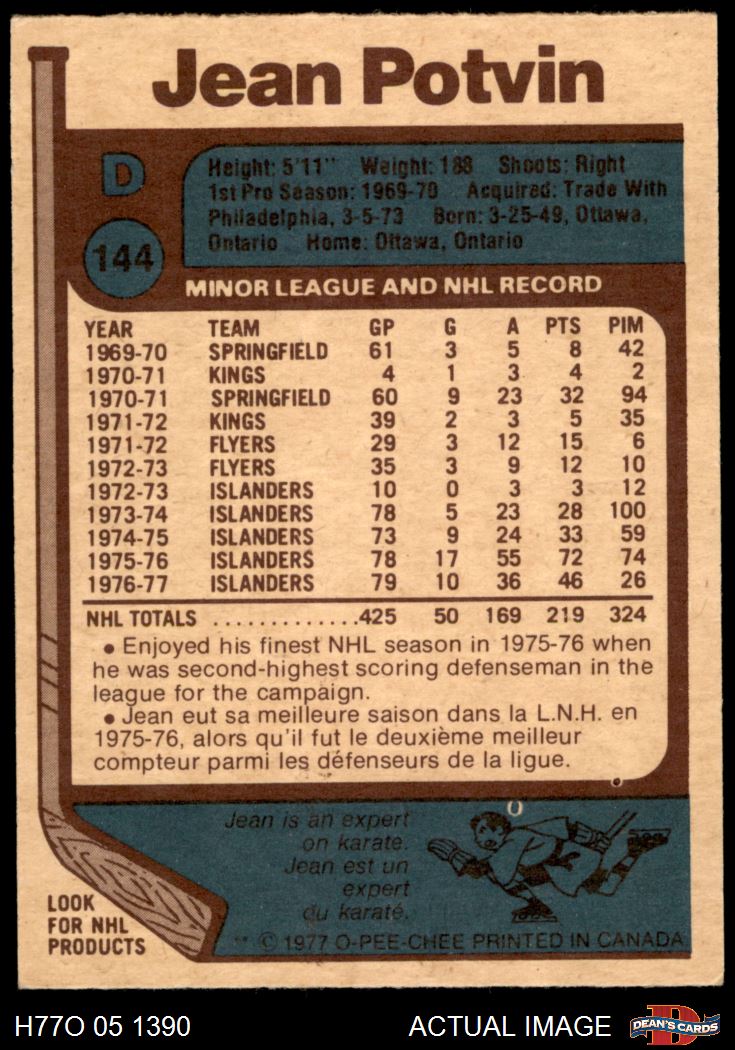 Jean Potvin
D
144
Height: 5'11" Weight: 188 Shoots: Right
1st Pro Season: 1969-70 Acquired: Trade With
Philadelphia, 3-5-73 Born: 3-25-49, Ottawa,
Ontario Home: Ottawa, Ontario
MINOR LEAGUE AND NHL RECORD
YEAR TEAM GP G A PTS PIM
1969-70 SPRINGFIELD 61 3 5 8 42
1970-71 KINGS 4 1 3 4 2
1970-71 SPRINGFIELD 60 9 23 32 94
1971-72 KINGS 39 2 3 5 35
1971-72 FLYERS 29 3 12 15 6
1972-73 FLYERS 35 3 9 12 10
1972-73 ISLANDERS 10 0 3 3 12
1973-74 ISLANDERS 78 5 23 28 100
1974-75 ISLANDERS 73 9 24 33 59
1975-76 ISLANDERS 78 17 55 72 74
1976-77 ISLANDERS 79 10 36 46 26
NHL TOTALS .............425 50 169 219 324
• Enjoyed his finest NHL season in 1975-76 when
he was second-highest scoring defenseman in the
league for the campaign.
• Jean eut sa meilleure saison dans la L.N.H. en
1975-76, alors qu'il fut le deuxième meilleur
compteur parmi les défenseurs de la ligue.
Jean is an expert
on karate.
Jean est un
expert
du karaté.
LOOK
FOR NHL
PRODUCTS
** © 1977 O-PEE-CHEE PRINTED IN CANADA
H77O 05 1390 ACTUAL IMAGE D DEAN'S CARDS